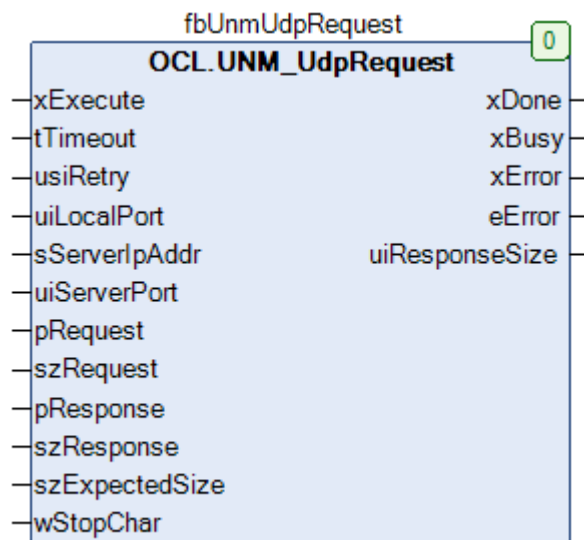 fbUnmUdpRequest
0
OCL.UNM_UdpRequest
xExecute xDone
tTimeout xBusy
usiRetry xError
uiLocalPort eError
sServerIpAddr uiResponseSize
uiServerPort
pRequest
szRequest
pResponse
szResponse
szExpectedSize
wStopChar